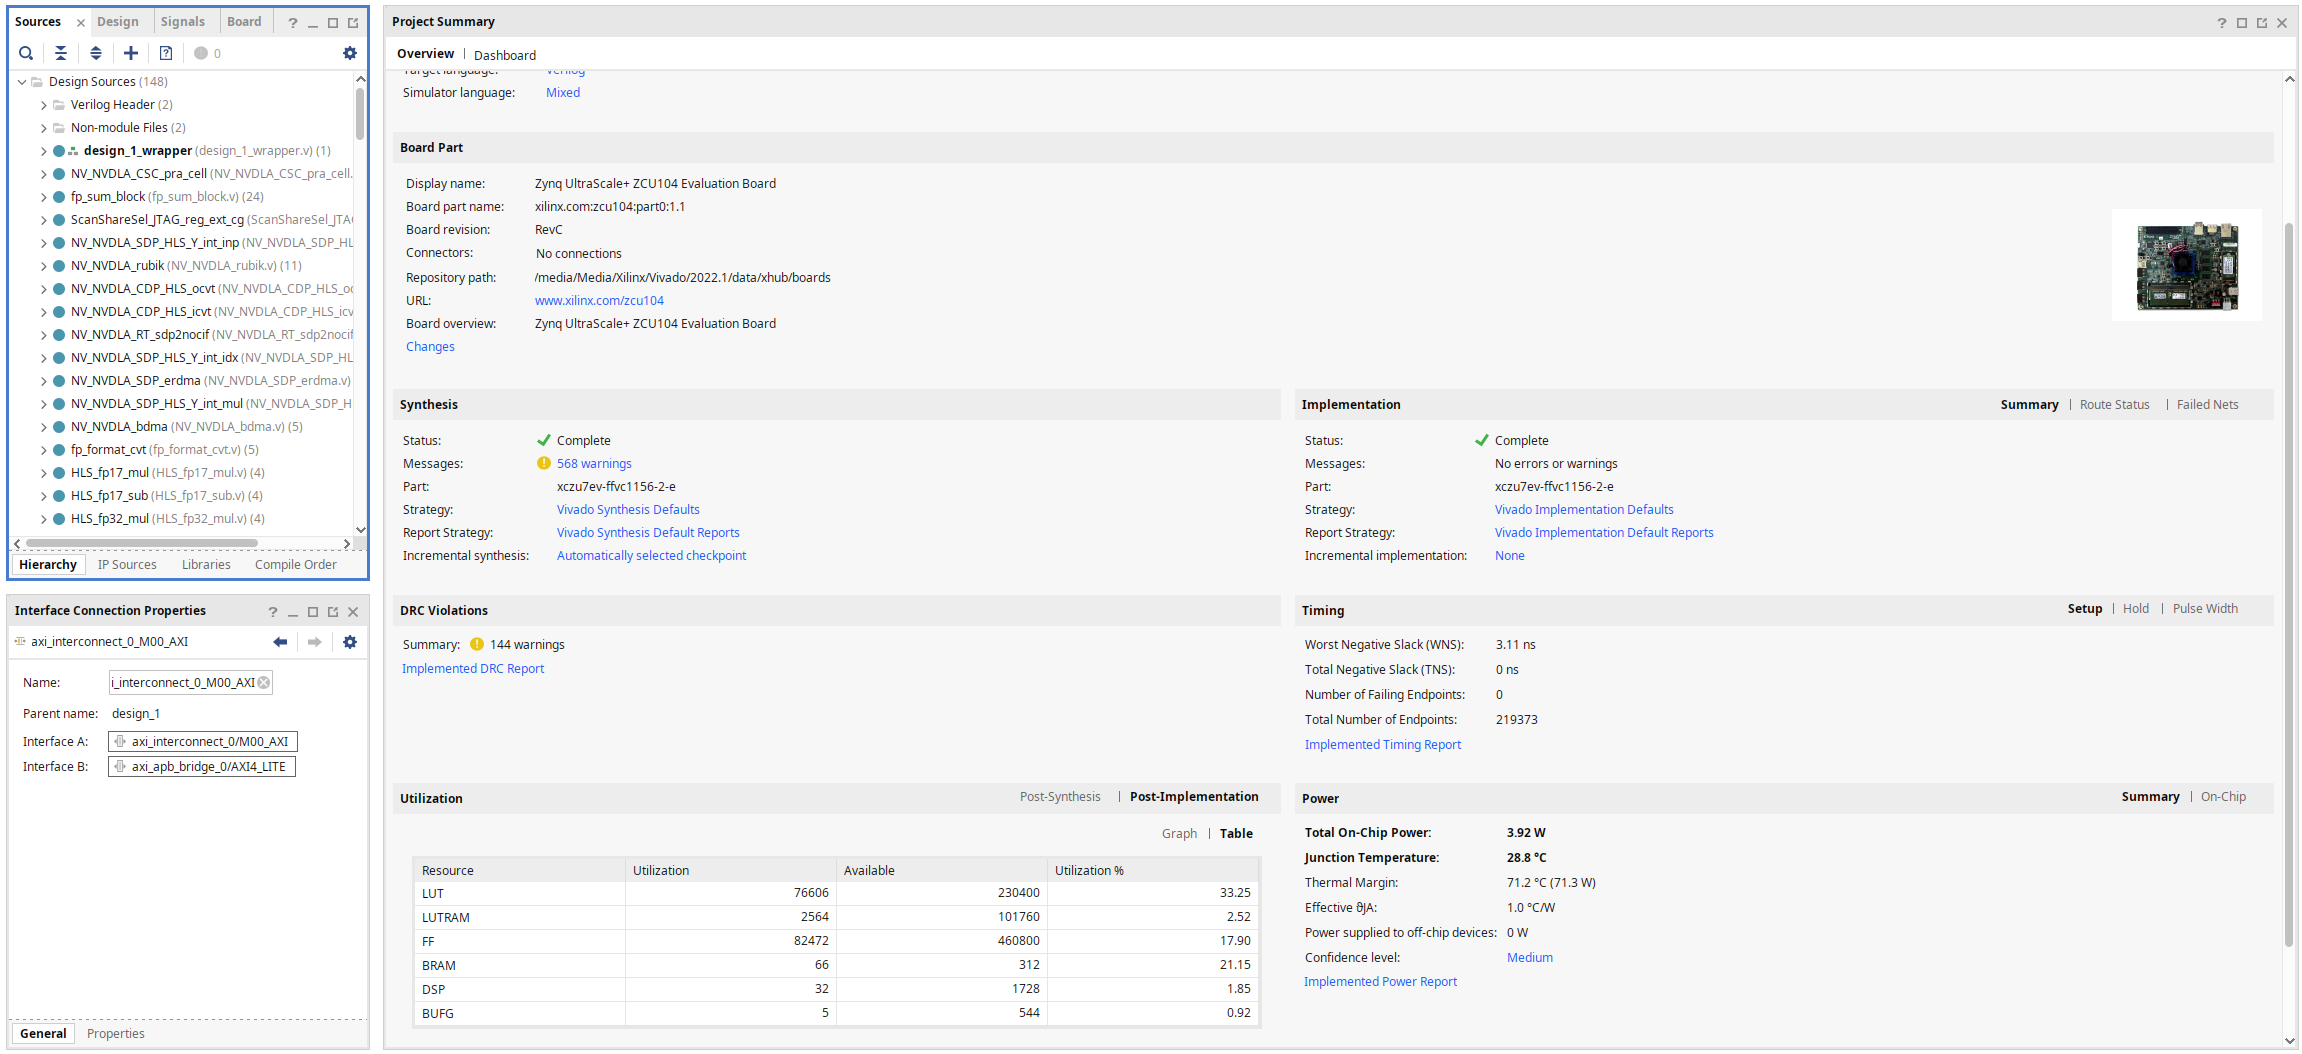 Sources Design Signals Board
0
Design Sources (148)
Verilog Header (2)
Non-module Files (2)
design_1_wrapper (design_1_wrapper.v) (1)
NV_NVDLA_CSC_pra_cell (NV_NVDLA_CSC_pra_cell.
fp_sum_block (fp_sum_block.v) (24)
ScanShareSel_JTAG_reg_ext_cg (ScanShareSel_JTA
NV_NVDLA_SDP_HLS_Y_int_inp (NV_NVDLA_SDP_HL
NV_NVDLA_rubik (NV_NVDLA_rubik.v) (11)
NV_NVDLA_CDP_HLS_ocvt (NV_NVDLA_CDP_HLS_oc
NV_NVDLA_CDP_HLS_icvt (NV_NVDLA_CDP_HLS_icv
NV_NVDLA_RT_sdp2nocif (NV_NVDLA_RT_sdp2nocif
NV_NVDLA_SDP_HLS_Y_int_idx (NV_NVDLA_SDP_HL
NV_NVDLA_SDP_erdma (NV_NVDLA_SDP_erdma.v)
NV_NVDLA_SDP_HLS_Y_int_mul (NV_NVDLA_SDP_H
NV_NVDLA_bdma (NV_NVDLA_bdma.v) (5)
fp_format_cvt (fp_format_cvt.v) (5)
HLS_fp17_mul (HLS_fp17_mul.v) (4)
HLS_fp17_sub (HLS_fp17_sub.v) (4)
HLS_fp32_mul (HLS_fp32_mul.v) (4)
Hierarchy IP Sources Libraries Compile Order
Interface Connection Properties
axi_interconnect_0_M00_AXI
Name: i_interconnect_0_M00_AXI
Parent name: design_1
Interface A: axi_interconnect_0/M00_AXI
Interface B: axi_apb_bridge_0/AXI4_LITE
General Properties
Project Summary
Overview | Dashboard
Target language: Verilog
Simulator language: Mixed
Board Part
Display name: Zynq UltraScale+ ZCU104 Evaluation Board
Board part name: xilinx.com:zcu104:part0:1.1
Board revision: RevC
Connectors: No connections
Repository path: /media/Media/Xilinx/Vivado/2022.1/data/xhub/boards
URL: www.xilinx.com/zcu104
Board overview: Zynq UltraScale+ ZCU104 Evaluation Board
Changes
Synthesis
Status: Complete
Messages: 568 warnings
Part: xczu7ev-ffvc1156-2-e
Strategy: Vivado Synthesis Defaults
Report Strategy: Vivado Synthesis Default Reports
Incremental synthesis: Automatically selected checkpoint
Implementation Summary | Route Status | Failed Nets
Status: Complete
Messages: No errors or warnings
Part: xczu7ev-ffvc1156-2-e
Strategy: Vivado Implementation Defaults
Report Strategy: Vivado Implementation Default Reports
Incremental implementation: None
DRC Violations
Summary: 144 warnings
Implemented DRC Report
Timing Setup | Hold | Pulse Width
Worst Negative Slack (WNS): 3.11 ns
Total Negative Slack (TNS): 0 ns
Number of Failing Endpoints: 0
Total Number of Endpoints: 219373
Implemented Timing Report
Utilization Post-Synthesis | Post-Implementation
Graph | Table
Resource Utilization Available Utilization %
LUT 76606 230400 33.25
LUTRAM 2564 101760 2.52
FF 82472 460800 17.90
BRAM 66 312 21.15
DSP 32 1728 1.85
BUFG 5 544 0.92
Power Summary | On-Chip
Total On-Chip Power: 3.92 W
Junction Temperature: 28.8 °C
Thermal Margin: 71.2 °C (71.3 W)
Effective ϑJA: 1.0 °C/W
Power supplied to off-chip devices: 0 W
Confidence level: Medium
Implemented Power Report